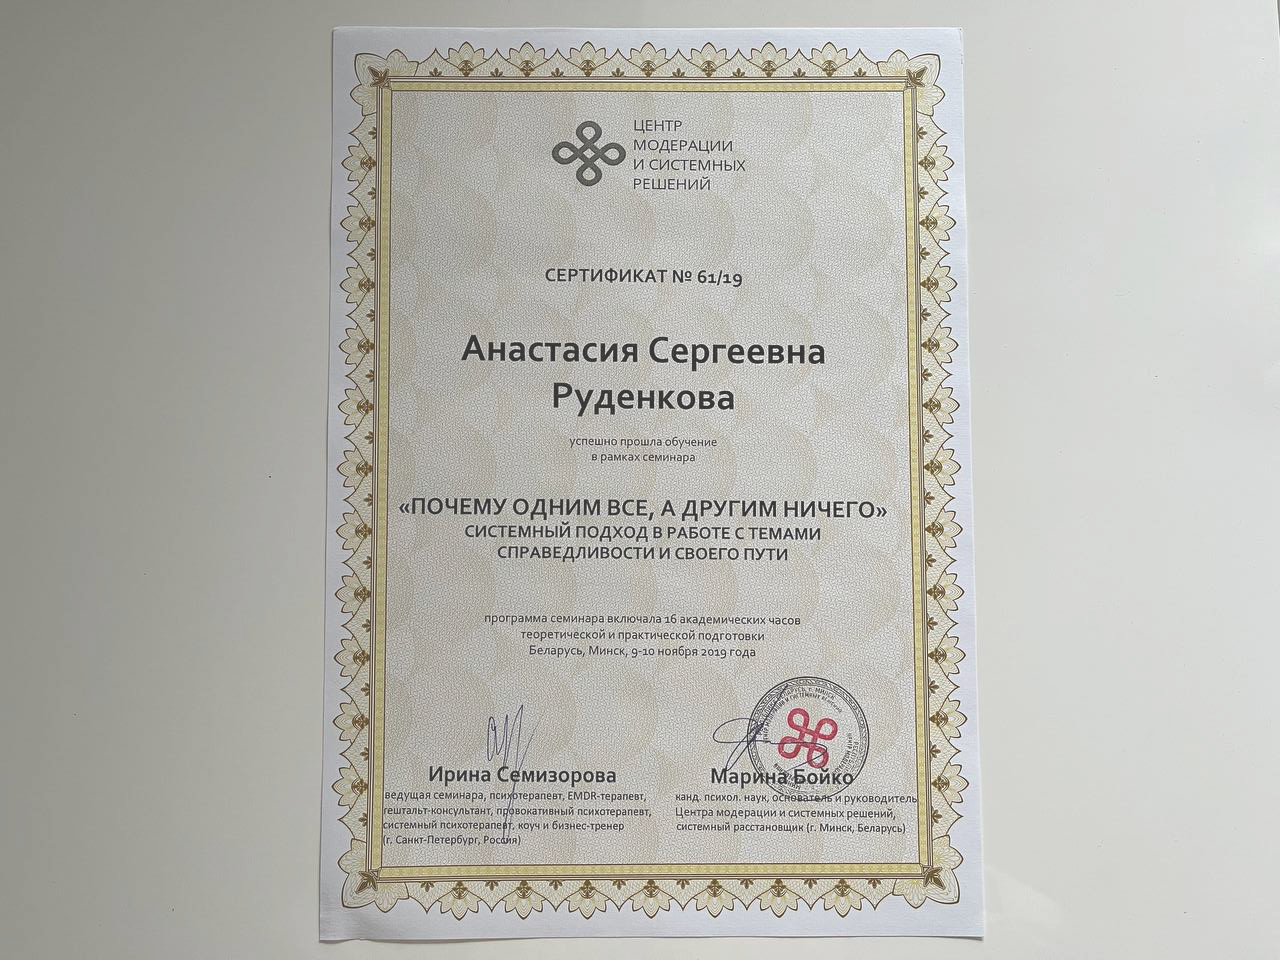 ЦЕНТР
МОДЕРАЦИИ
И СИСТЕМНЫХ
РЕШЕНИЙ
СЕРТИФИКАТ № 61/19
Анастасия Сергеевна
Руденкова
успешно прошла обучение
в рамках семинара
«ПОЧЕМУ ОДНИМ ВСЕ, А ДРУГИМ НИЧЕГО»
СИСТЕМНЫЙ ПОДХОД В РАБОТЕ С ТЕМАМИ
СПРАВЕДЛИВОСТИ И СВОЕГО ПУТИ
программа семинара включала 16 академических часов
теоретической и практической подготовки
Беларусь, Минск, 9-10 ноября 2019 года
Ирина Семизорова
ведущая семинара, психотерапевт, EMDR-терапевт,
гештальт-консультант, провокативный психотерапевт,
системный психотерапевт, коуч и бизнес-тренер
(г. Санкт-Петербург, Россия)
Марина Бойко
канд. психол. наук, основатель и руководитель
Центра модерации и системных решений,
системный расстановщик (г. Минск, Беларусь)